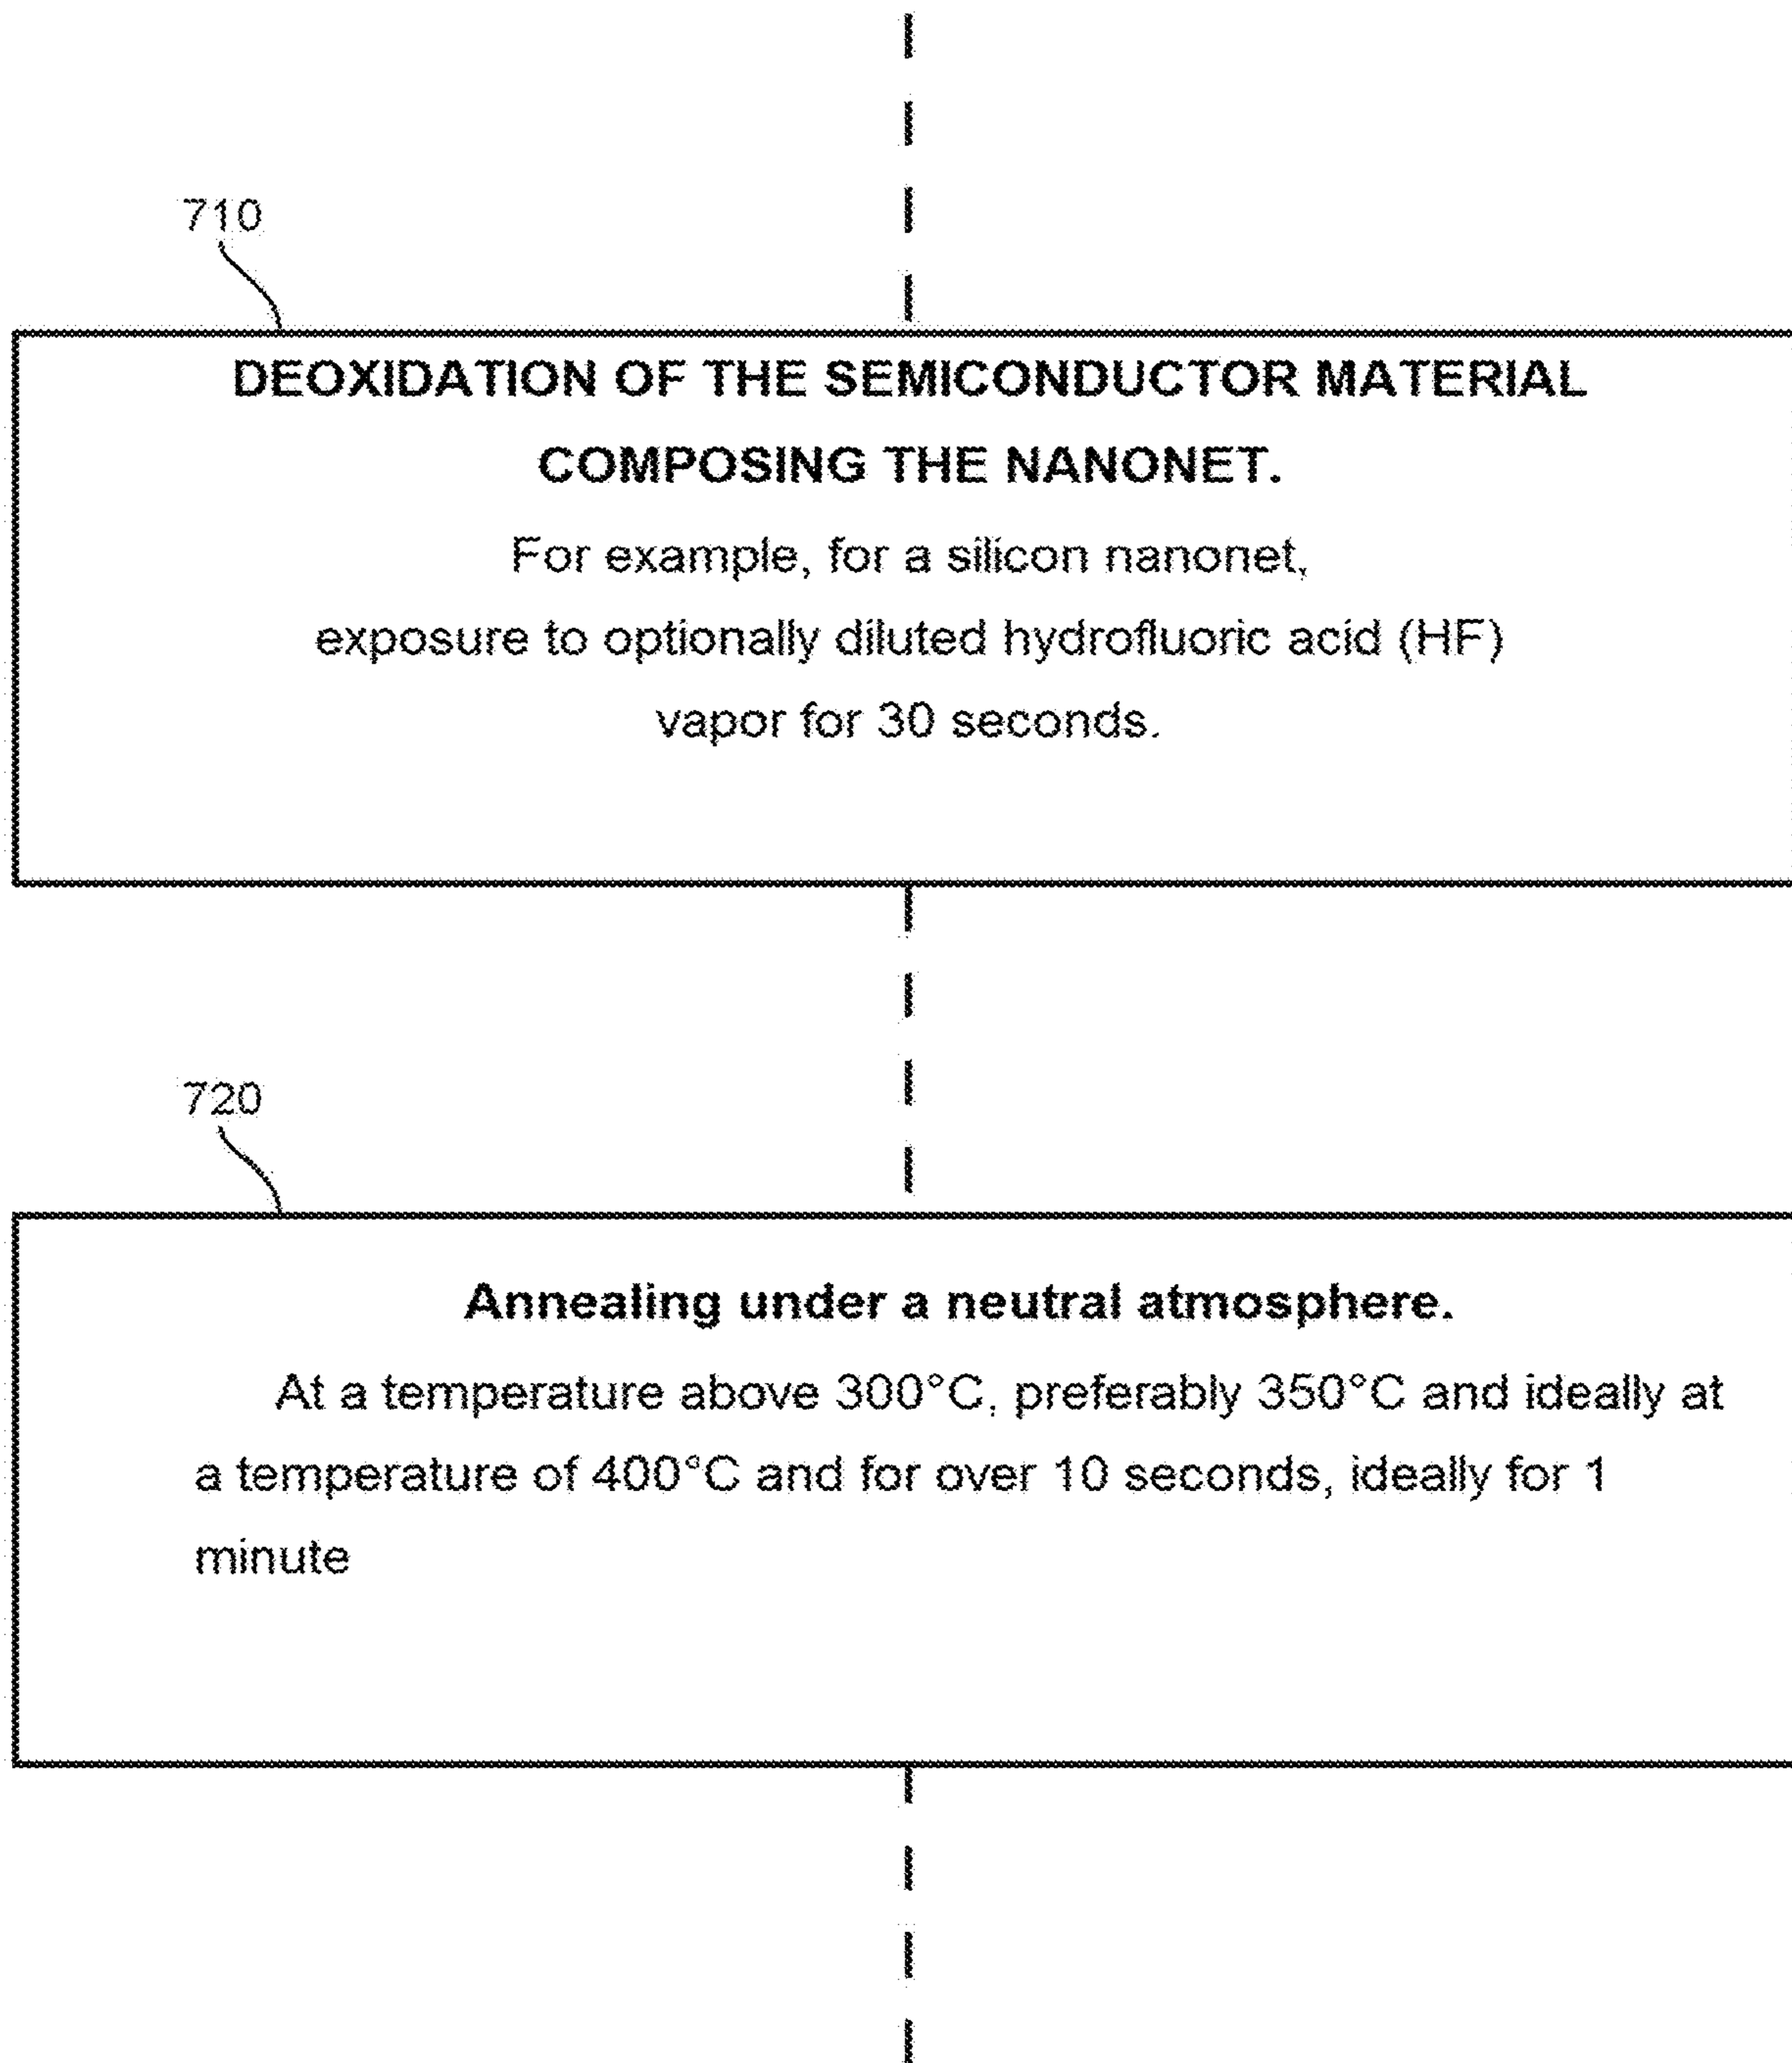 710
DEOXIDATION OF THE SEMICONDUCTOR MATERIAL
COMPOSING THE NANONET.
For example, for a silicon nanonet,
exposure to optionally diluted hydrofluoric acid (HF)
vapor for 30 seconds.
720
Annealing under a neutral atmosphere.
At a temperature above 300°C, preferably 350°C and ideally at
a temperature of 400°C and for over 10 seconds, ideally for 1
minute